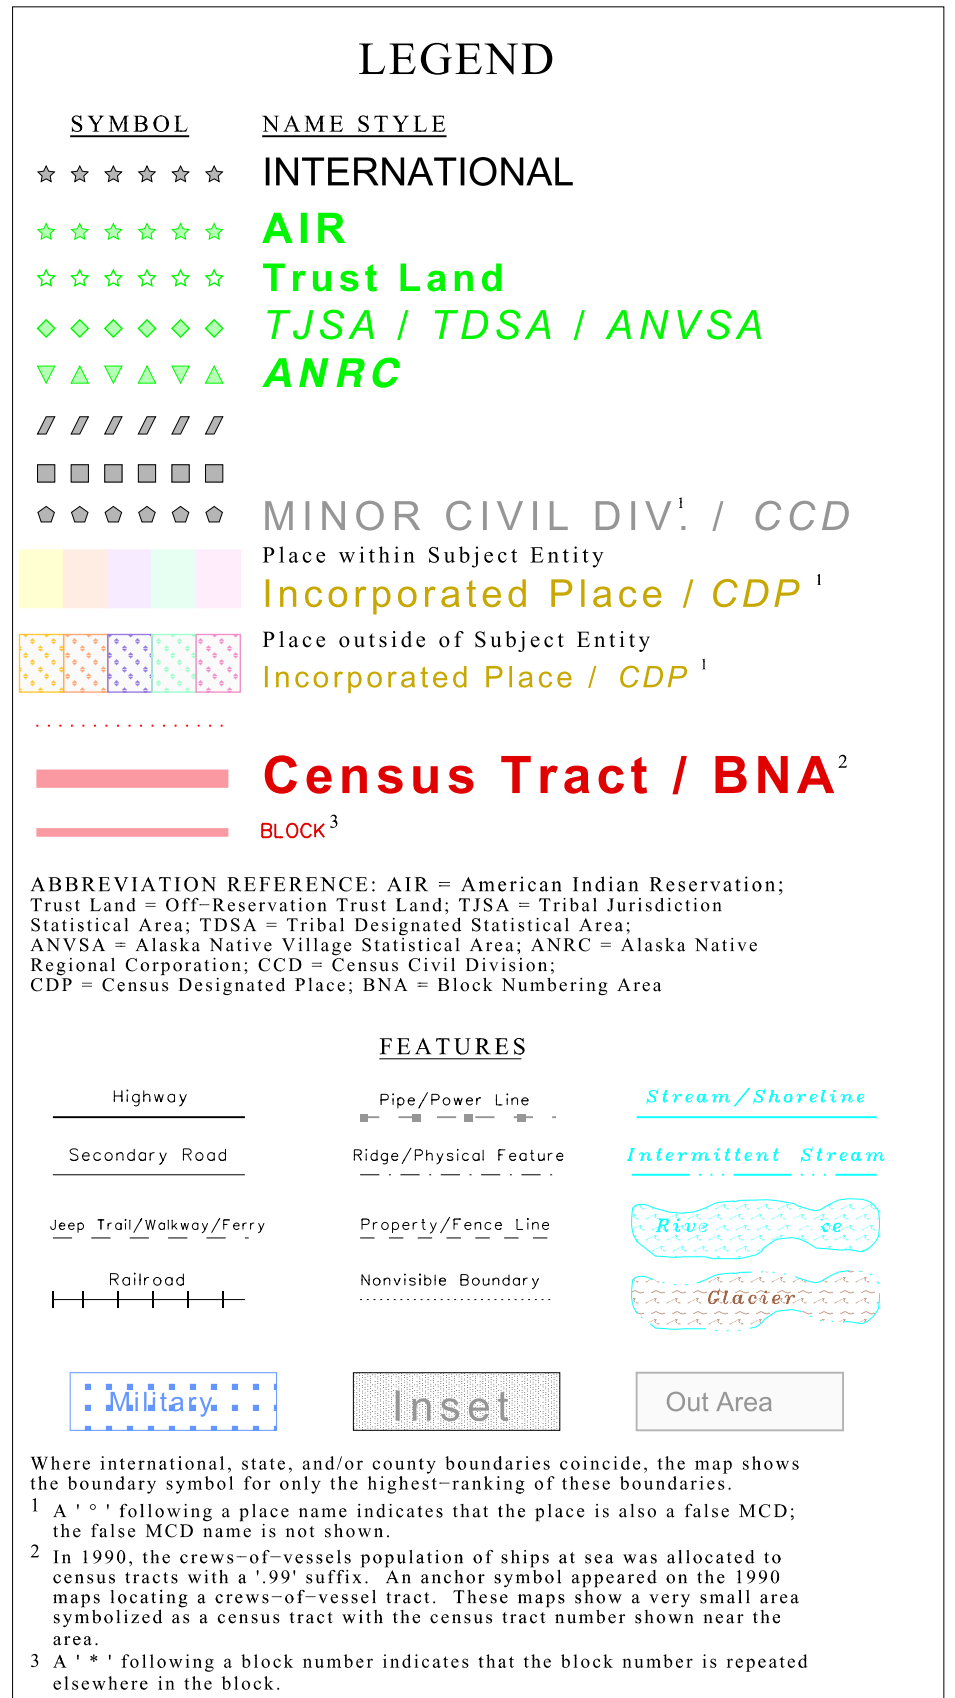 LEGEND
SYMBOL NAME STYLE
INTERNATIONAL
AIR
Trust Land
TJSA / TDSA / ANVSA
ANRC
MINOR CIVIL DIV.1 / CCD
Place within Subject Entity
Incorporated Place / CDP 1
Place outside of Subject Entity
Incorporated Place / CDP 1
Census Tract / BNA2
BLOCK3
ABBREVIATION REFERENCE: AIR = American Indian Reservation;
Trust Land = Off−Reservation Trust Land; TJSA = Tribal Jurisdiction
Statistical Area; TDSA = Tribal Designated Statistical Area;
ANVSA = Alaska Native Village Statistical Area; ANRC = Alaska Native
Regional Corporation; CCD = Census Civil Division;
CDP = Census Designated Place; BNA = Block Numbering Area
FEATURES
Highway Pipe/Power Line Stream/Shoreline
Secondary Road Ridge/Physical Feature Intermittent Stream
Jeep Trail/Walkway/Ferry Property/Fence Line
Railroad Nonvisible Boundary Glacier
Military Inset Out Area
Where international, state, and/or county boundaries coincide, the map shows
the boundary symbol for only the highest−ranking of these boundaries.
1 A ' ° ' following a place name indicates that the place is also a false MCD;
the false MCD name is not shown.
2 In 1990, the crews−of−vessels population of ships at sea was allocated to
census tracts with a '.99' suffix. An anchor symbol appeared on the 1990
maps locating a crews−of−vessel tract. These maps show a very small area
symbolized as a census tract with the census tract number shown near the
area.
3 A ' * ' following a block number indicates that the block number is repeated
elsewhere in the block.